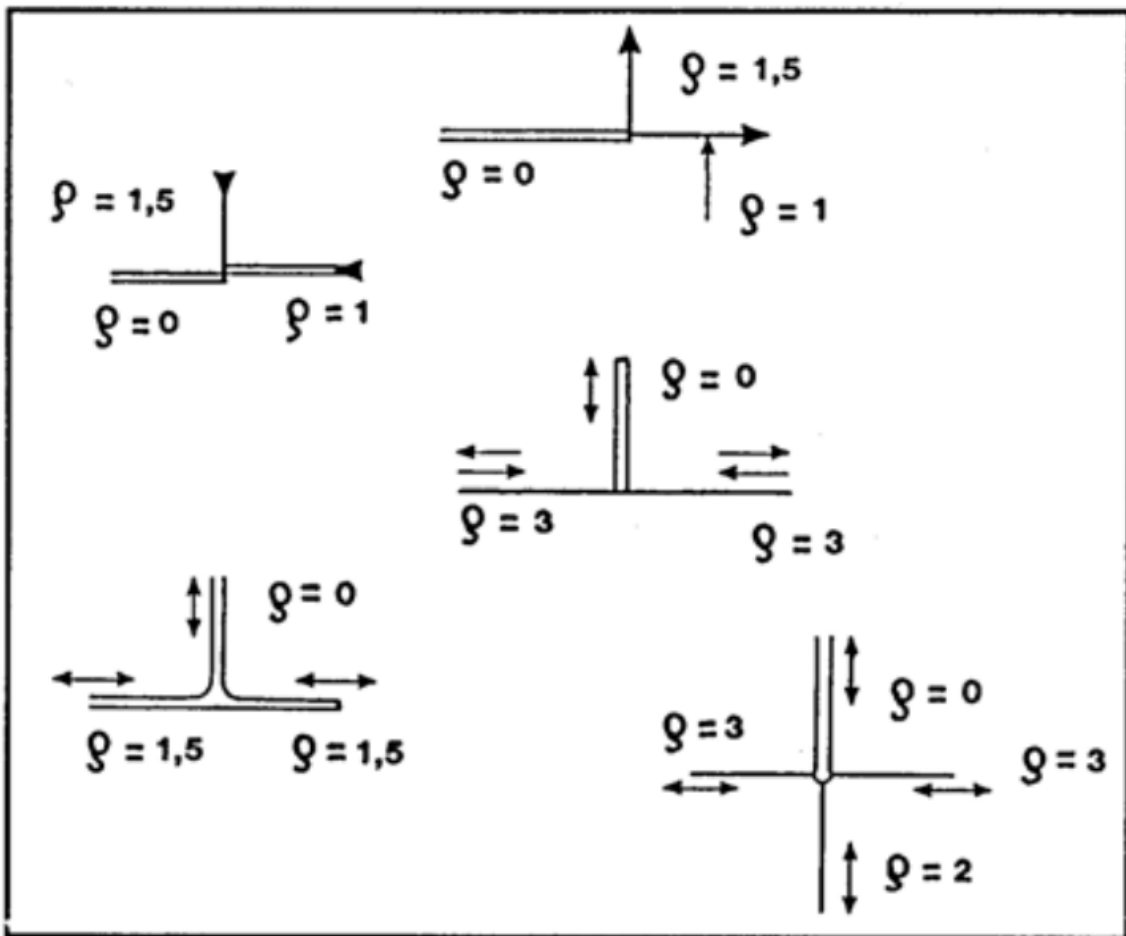 ϱ = 1,5
ϱ = 0
ϱ = 1
ϱ = 1,5
ϱ = 0
ϱ = 1
ϱ = 0
ϱ = 3
ϱ = 3
ϱ = 0
ϱ = 1,5
ϱ = 1,5
ϱ = 0
ϱ = 3
ϱ = 3
ϱ = 2